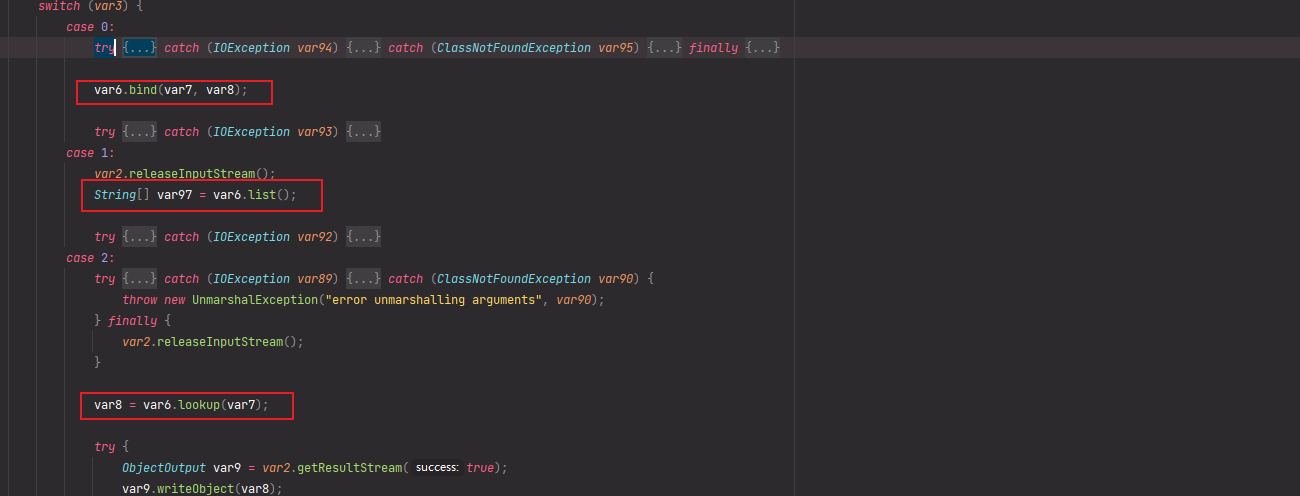 switch (var3) {
case 0:
try {...} catch (IOException var94) {...} catch (ClassNotFoundException var95) {...} finally {...}
var6.bind(var7, var8);
try {...} catch (IOException var93) {...}
case 1:
var2.releaseInputStream();
String[] var97 = var6.list();
try {...} catch (IOException var92) {...}
case 2:
try {...} catch (IOException var89) {...} catch (ClassNotFoundException var90) {
throw new UnmarshalException("error unmarshalling arguments", var90);
} finally {
var2.releaseInputStream();
}
var8 = var6.lookup(var7);
try {
ObjectOutput var9 = var2.getResultStream( success: true);
var9.writeObject(var8);